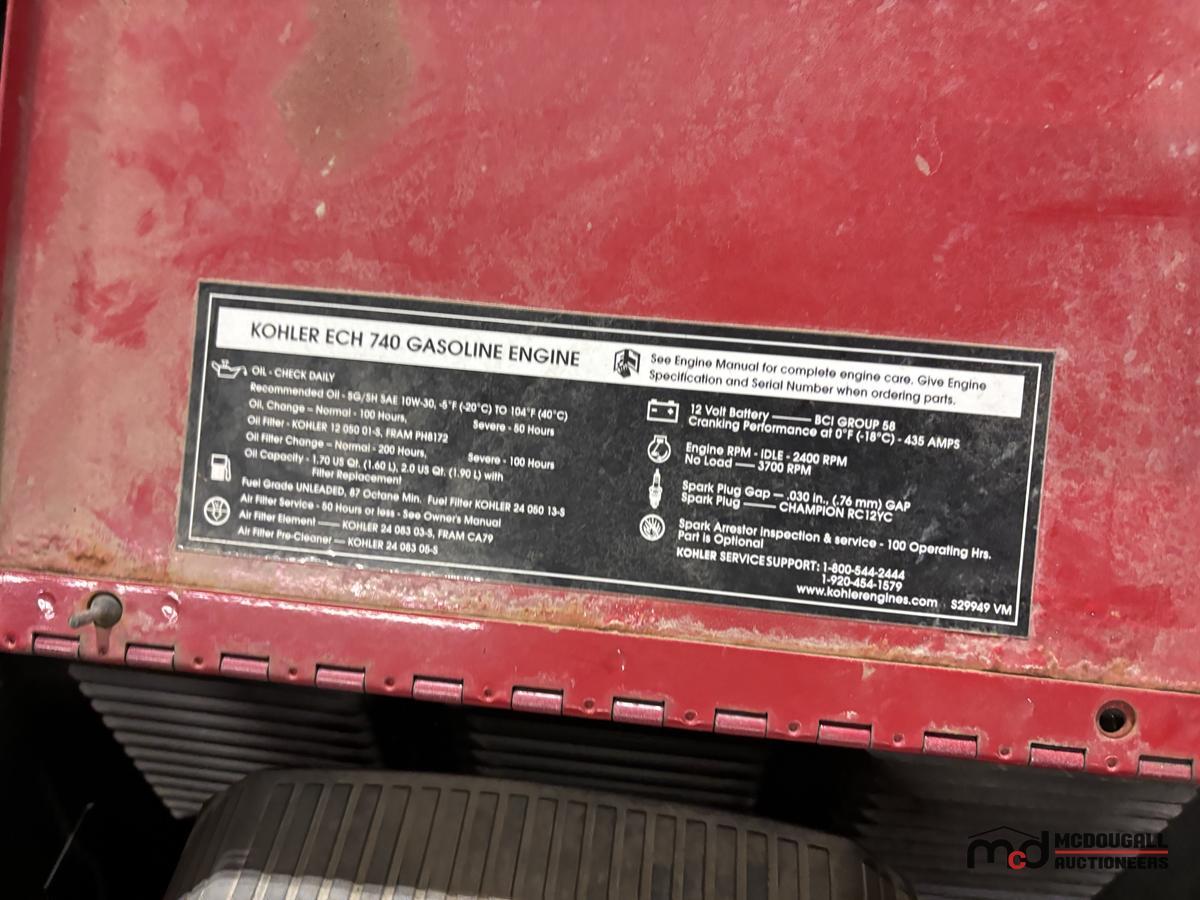 KOHLER ECH 740 GASOLINE ENGINE
See Engine Manual for complete engine care. Give Engine
Specification and Serial Number when ordering parts.
OIL - CHECK DAILY
Recommended Oil - SG/SH SAE 10W-30, -5°F (-20°C) TO 104°F (40°C)
Oil, Change – Normal - 100 Hours, Severe - 50 Hours
Oil Filter - KOHLER 12 050 01-S, FRAM PH8172
Oil Filter Change – Normal - 200 Hours, Severe - 100 Hours
Oil Capacity - 1.70 US Qt. (1.60 L), 2.0 US Qt. (1.90 L) with
Filter Replacement
Fuel Grade UNLEADED, 87 Octane Min. Fuel Filter KOHLER 24 050 13-S
Air Filter Service - 50 Hours or less - See Owner's Manual
Air Filter Element — KOHLER 24 083 03-S, FRAM CA79
Air Filter Pre-Cleaner — KOHLER 24 083 05-S
12 Volt Battery — BCI GROUP 58
Cranking Performance at 0°F (-18°C) - 435 AMPS
Engine RPM - IDLE - 2400 RPM
No Load — 3700 RPM
Spark Plug Gap — .030 in., (.76 mm) GAP
Spark Plug — CHAMPION RC12YC
Spark Arrestor Inspection & service - 100 Operating Hrs.
Part is Optional
KOHLER SERVICE SUPPORT: 1-800-544-2444
1-920-454-1579
www.kohlerengines.com S29949 VM
mcd MCDOUGALL
AUCTIONEERS